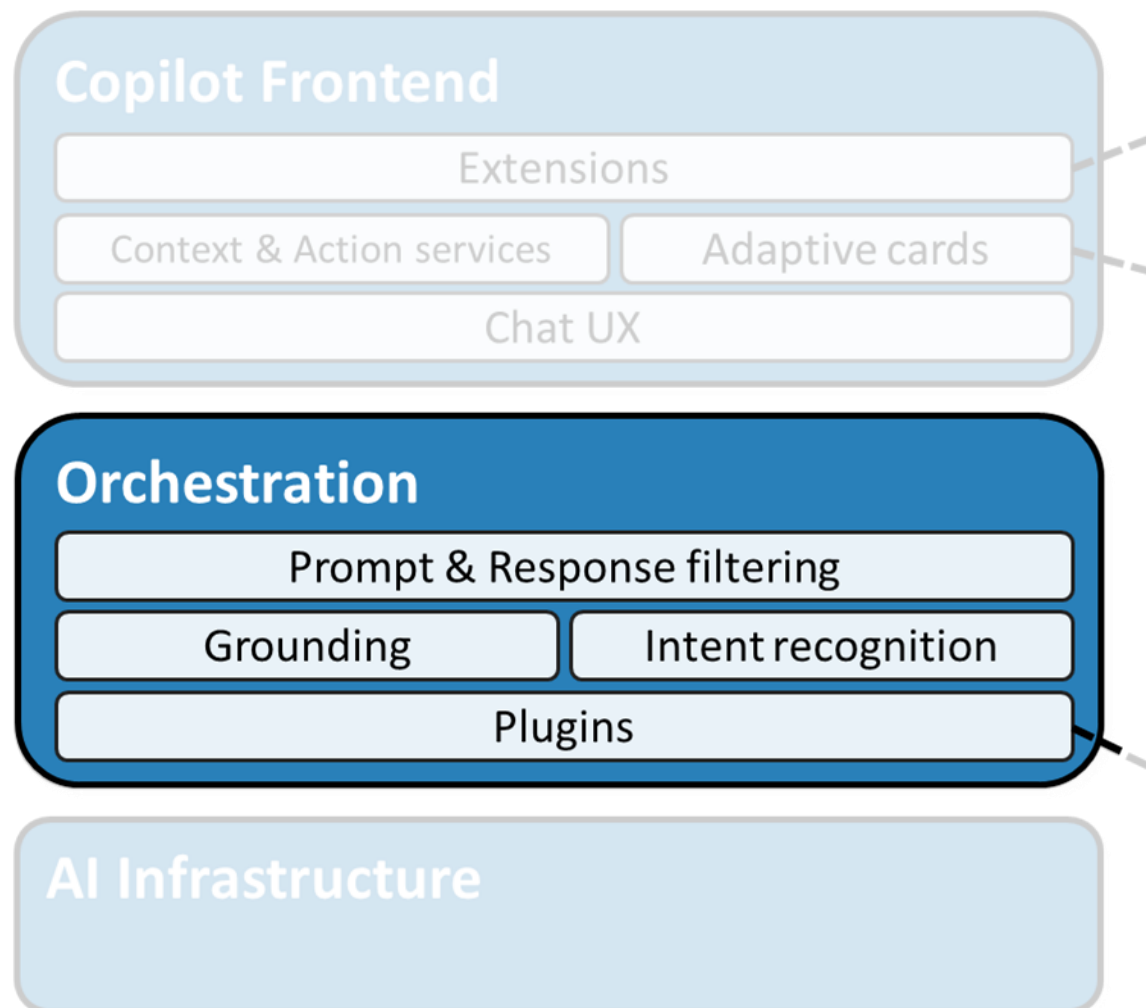 Copilot Frontend
Extensions
Context & Action services
Adaptive cards
Chat UX
Orchestration
Prompt & Response filtering
Grounding
Intent recognition
Plugins
AI Infrastructure